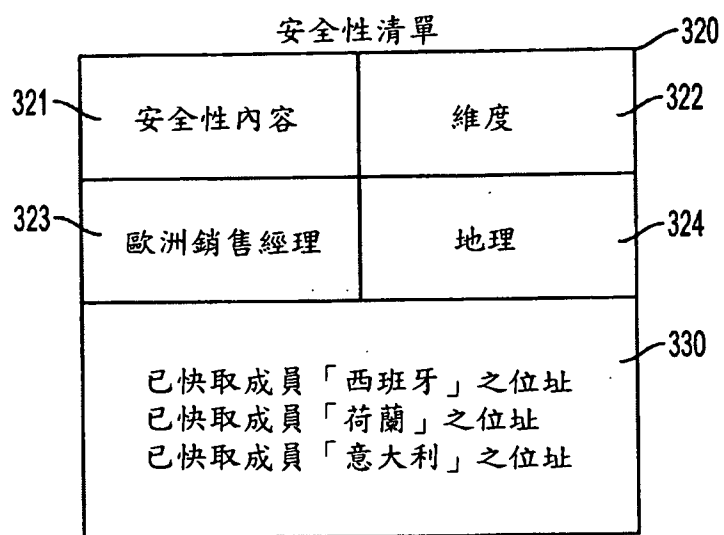 安全性清單
320
321
安全性內容
維度
322
323
歐洲銷售經理
地理
324
330
已快取成員「西班牙」之位址
已快取成員「荷蘭」之位址
已快取成員「意大利」之位址